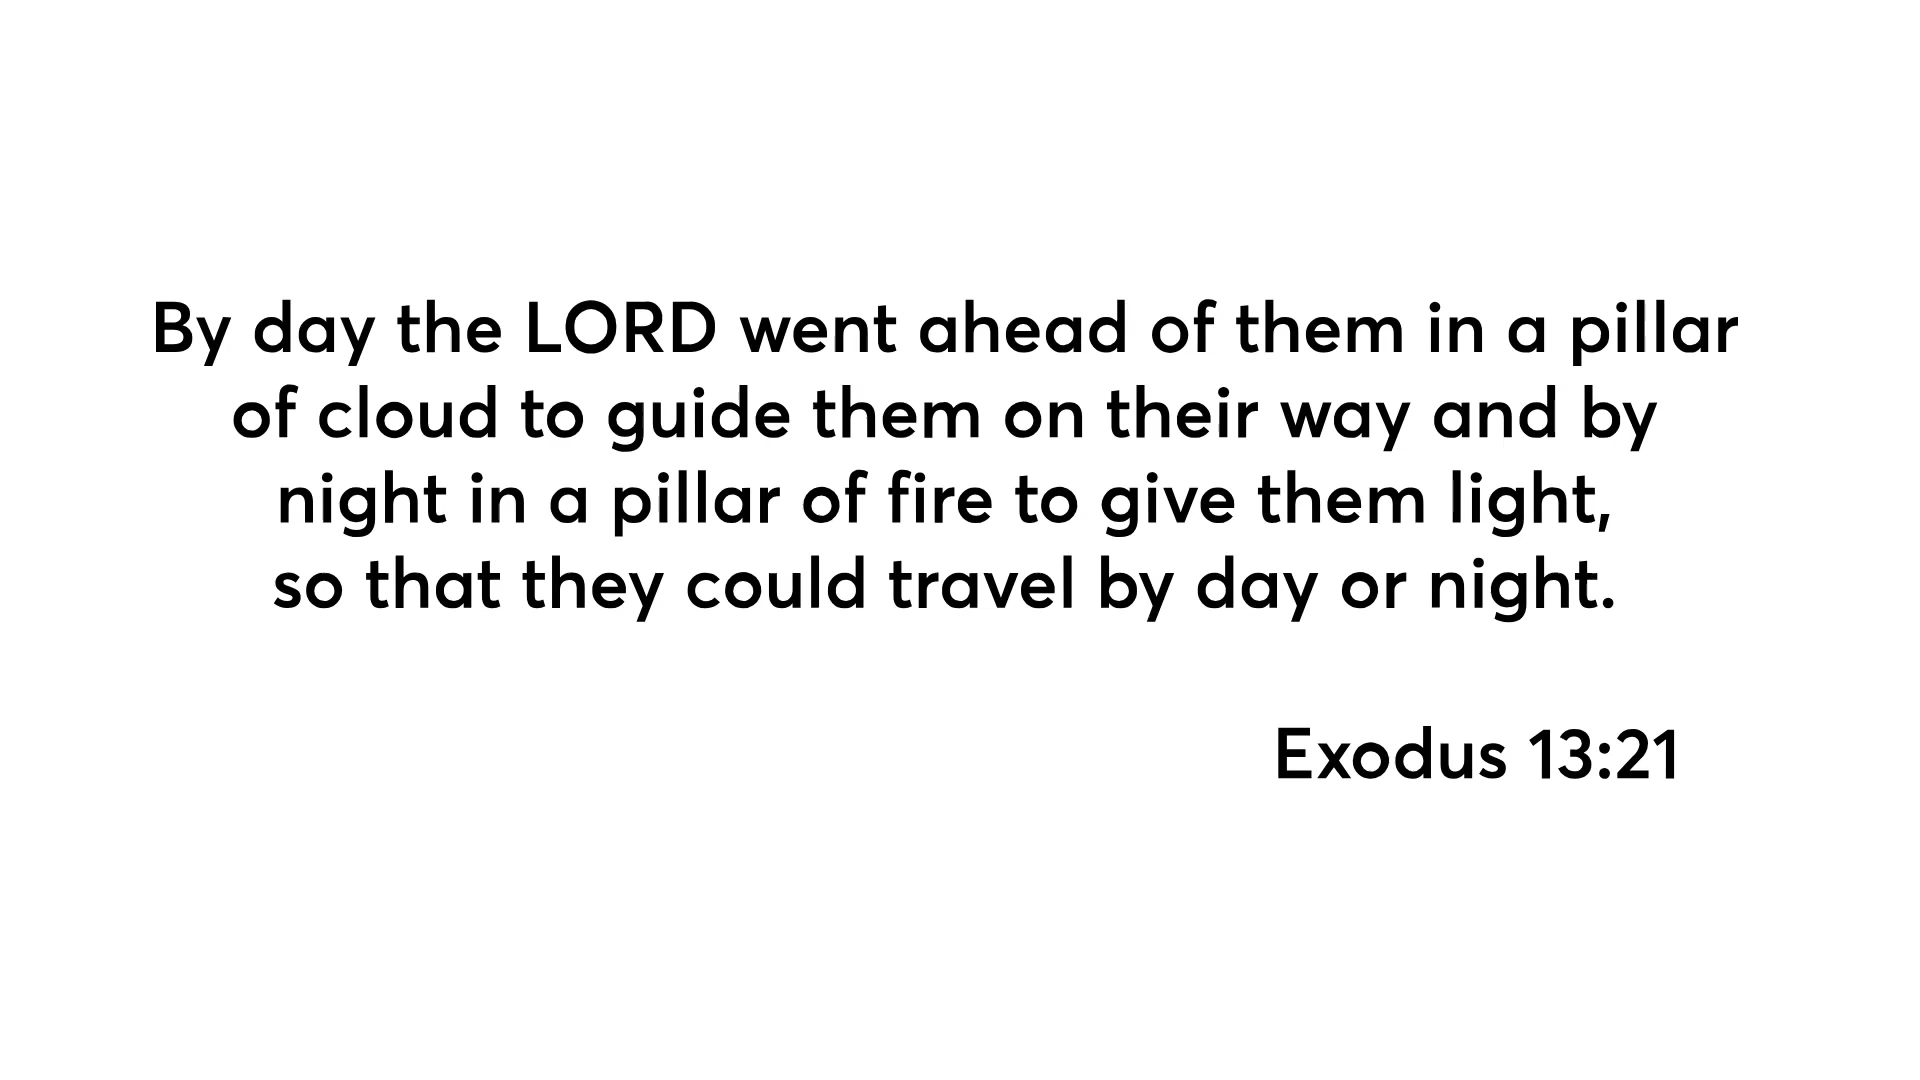 By day the LORD went ahead of them in a pillar
of cloud to guide them on their way and by
night in a pillar of fire to give them light,
so that they could travel by day or night.
Exodus 13:21